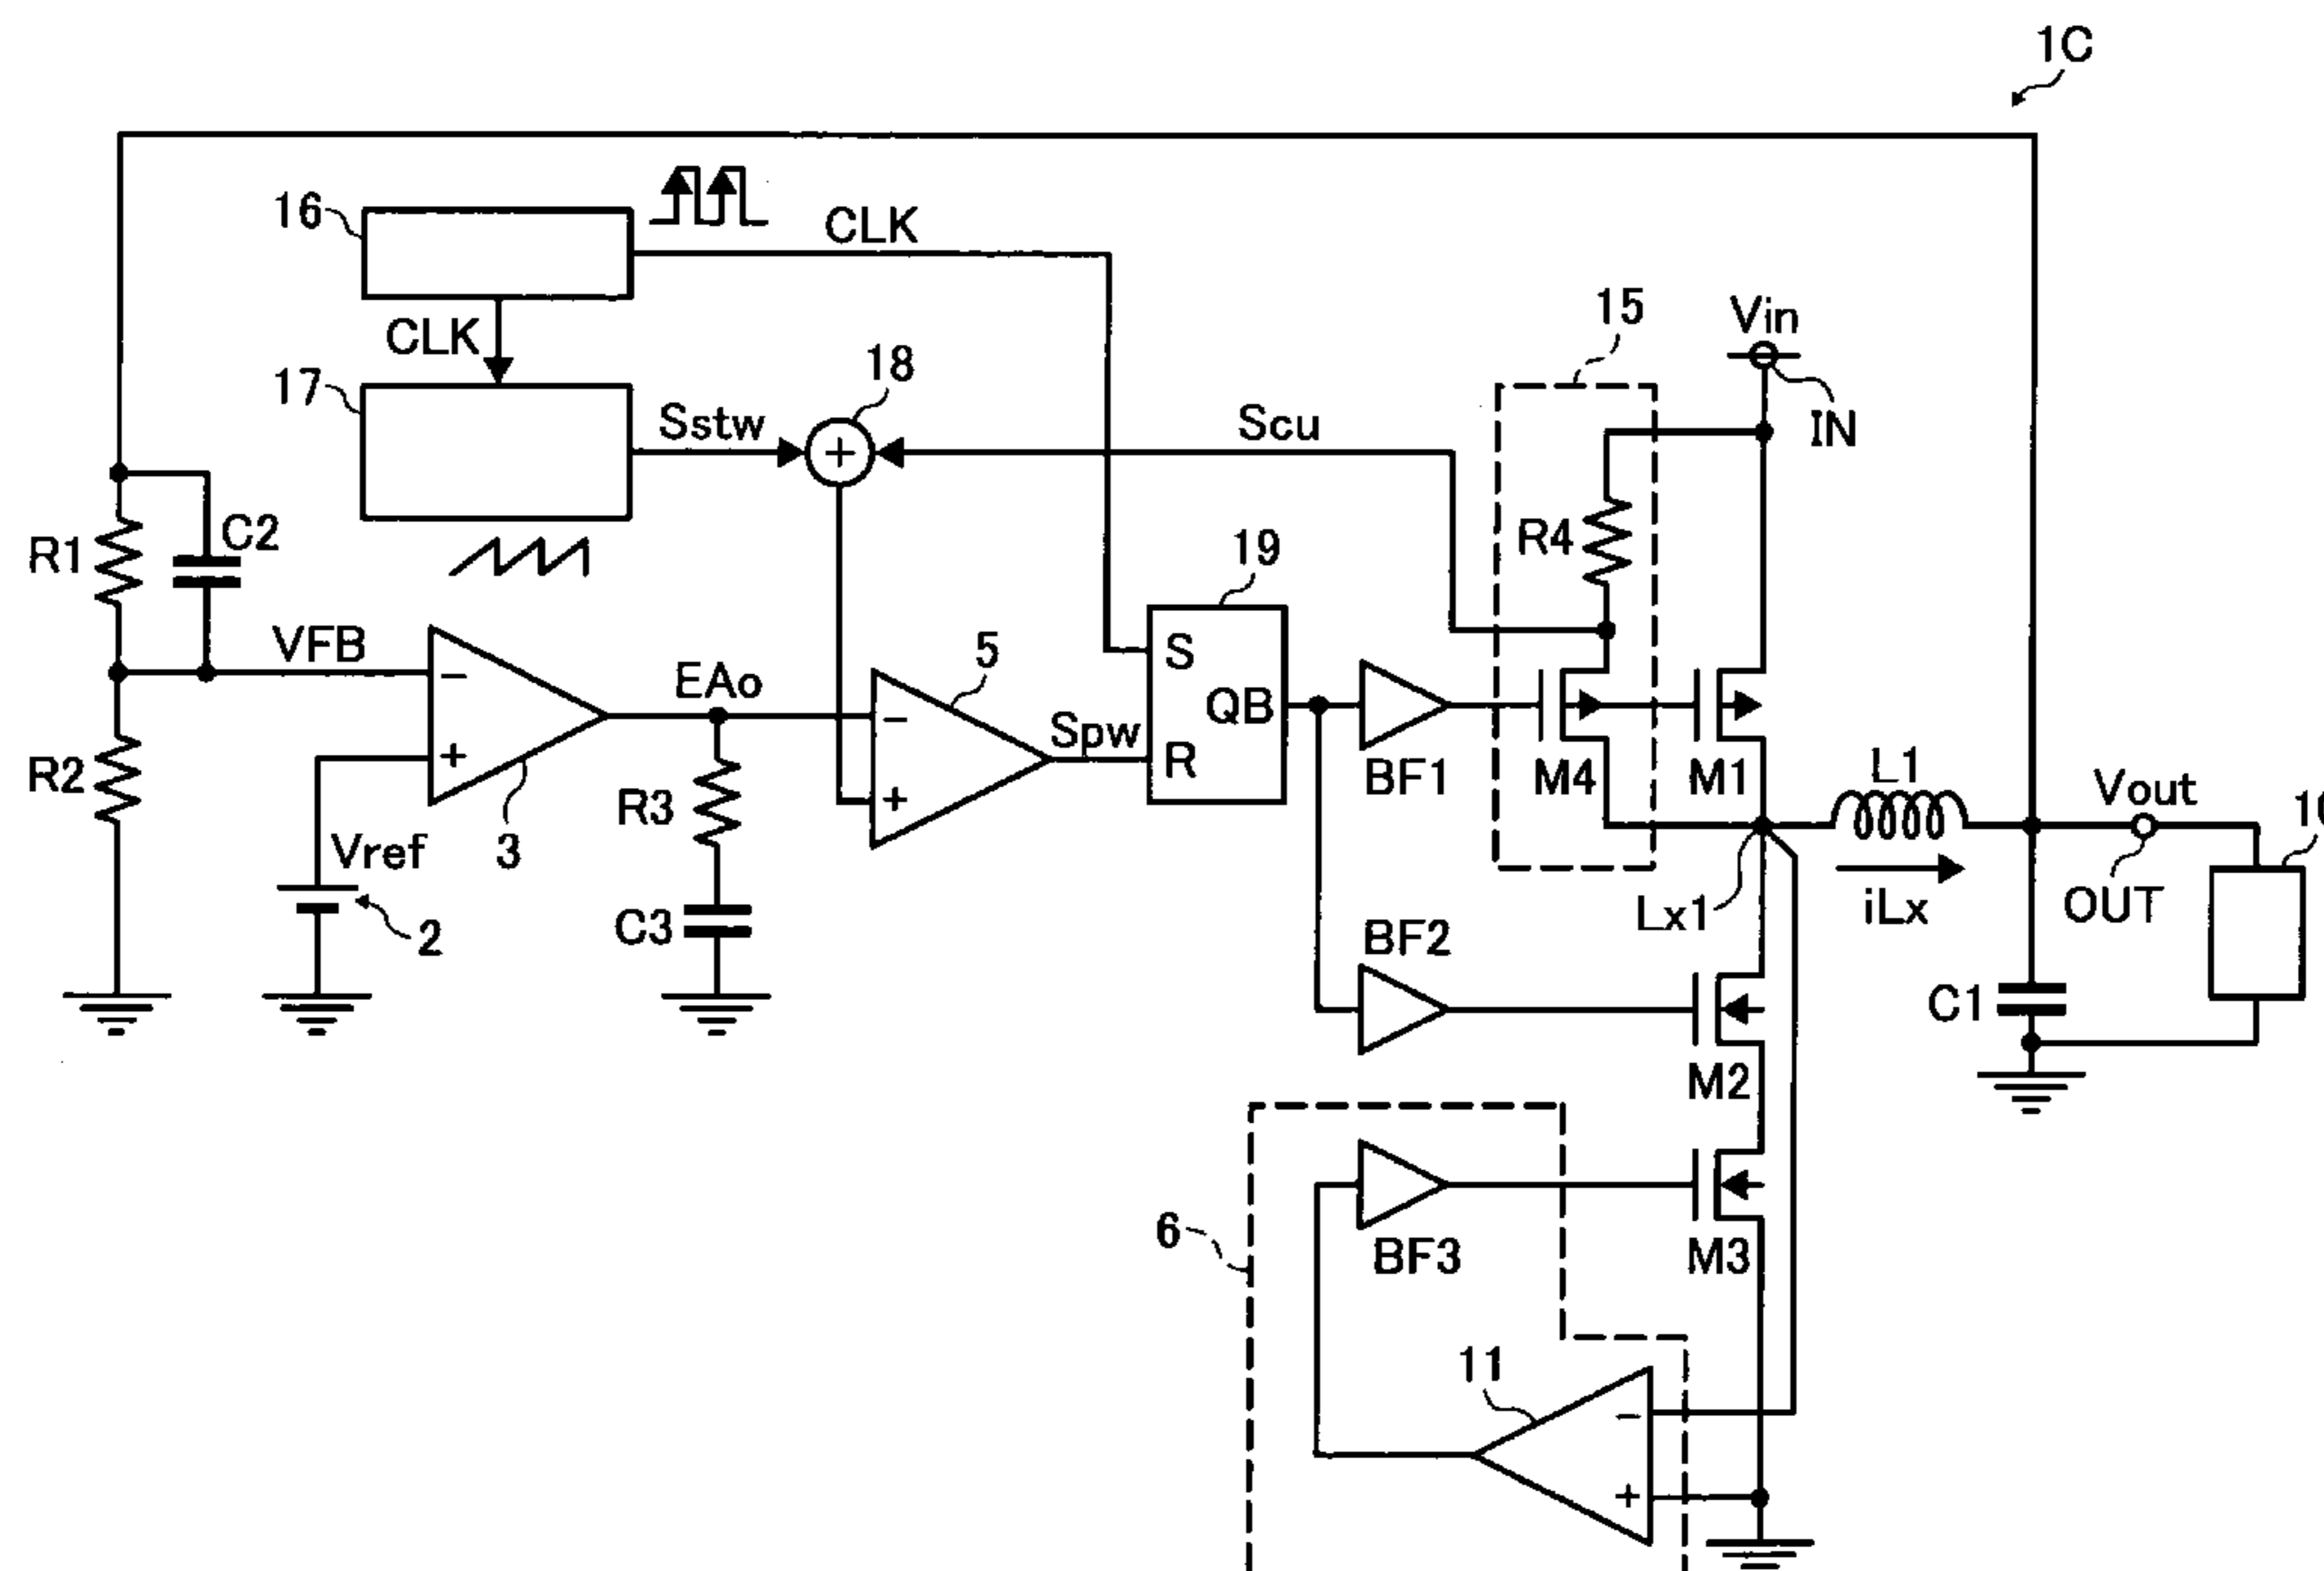 1C
16
CLK
CLK
15
Vin
17
18
Sstw
+
Scu
IN
R1
C2
R4
19
VFB
−
EAo
5
−
S
QB
R2
+
3
R3
Spw
R
+
BF1
M4
M1
L1
Vout
Vref
2
C3
Lx1
iLx
OUT
BF2
C1
M2
6
BF3
M3
11
−
+